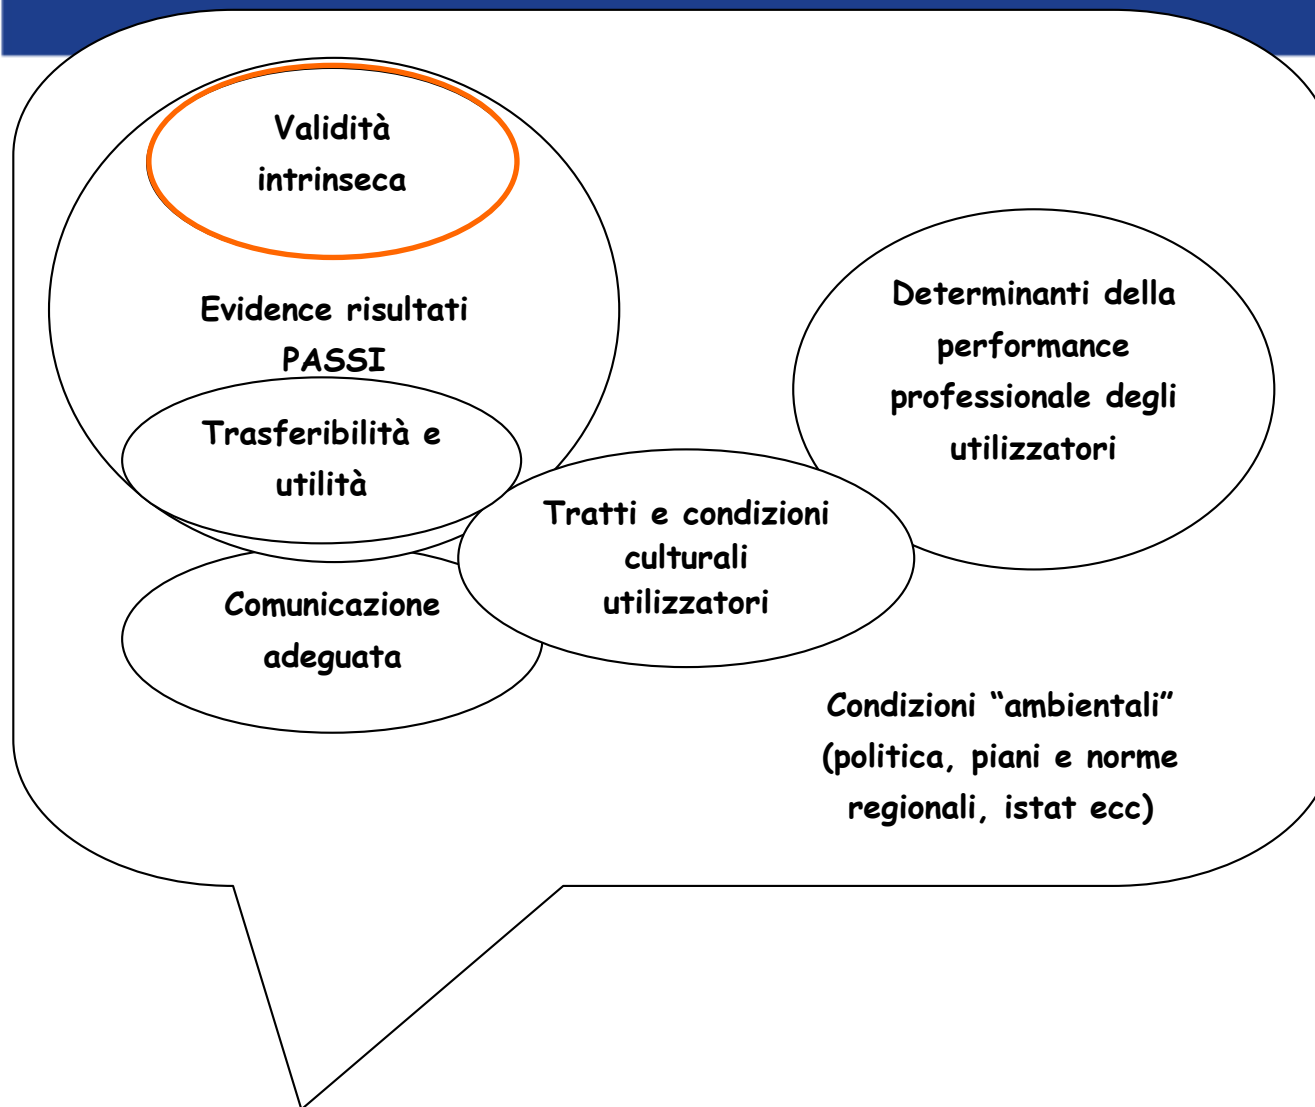 Validità
intrinseca
Evidence risultati
PASSI
Trasferibilità e
utilità
Comunicazione
adeguata
Tratti e condizioni
culturali
utilizzatori
Determinanti della
performance
professionale degli
utilizzatori
Condizioni “ambientali”
(politica, piani e norme
regionali, istat ecc)